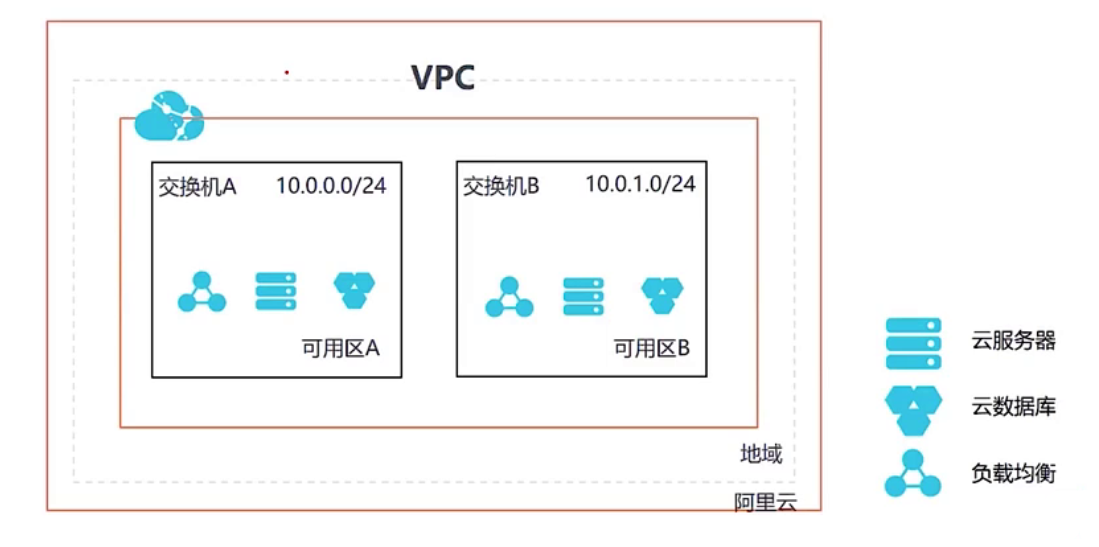 VPC
交换机A 10.0.0.0/24
交换机B 10.0.1.0/24
可用区A
可用区B
地域
阿里云
云服务器
云数据库
负载均衡